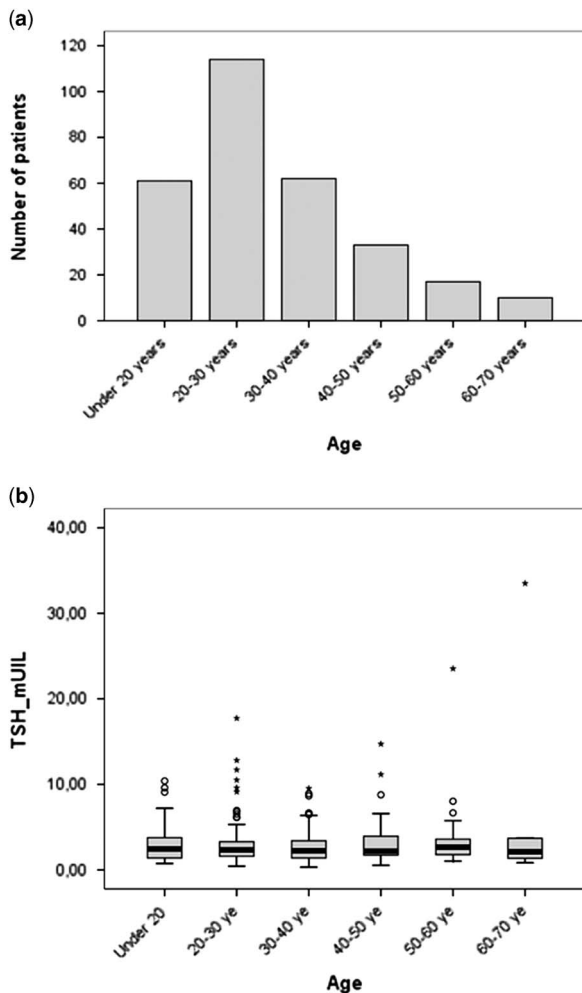 (a)
120
100
80
60
40
20
0
Number of patients
Under 20 years
20-30 years
30-40 years
40-50 years
50-60 years
60-70 years
Age
(b)
40,00
30,00
20,00
10,00
0,00
TSH_mUIL
Under 20
20-30 ye
30-40 ye
40-50 ye
50-60 ye
60-70 ye
Age